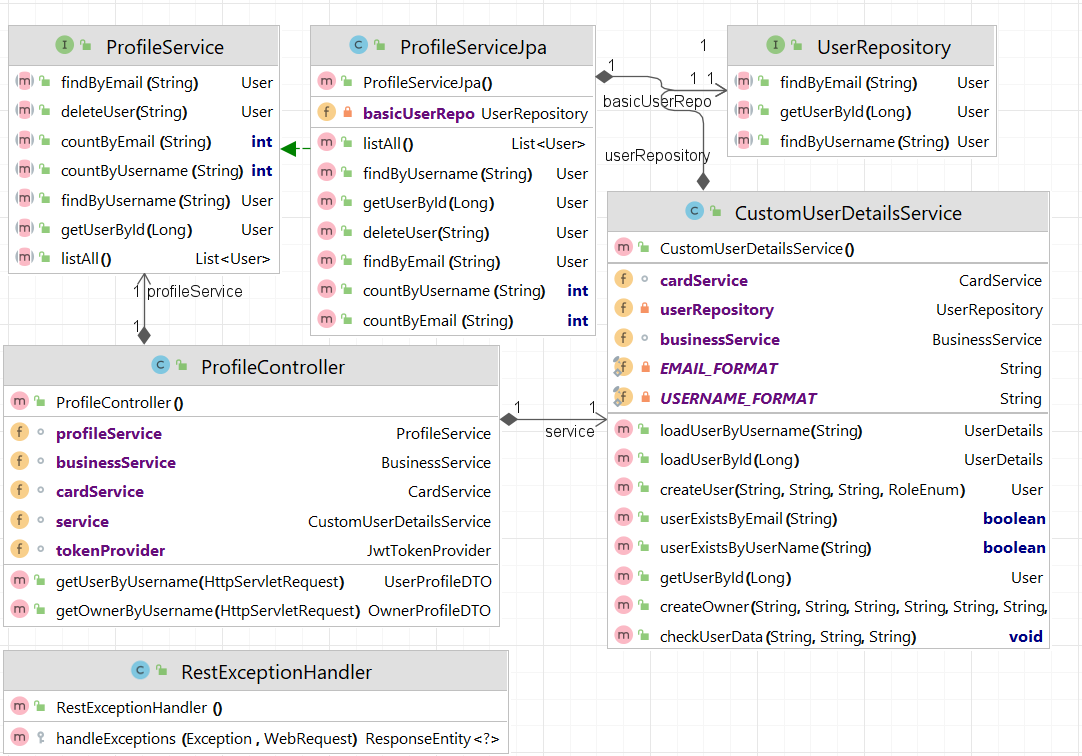 ProfileService
findByEmail (String) User
deleteUser(String) User
countByEmail (String) int
countByUsername (String) int
findByUsername (String) User
getUserById(Long) User
listAll() List<User>
ProfileServiceJpa
ProfileServiceJpa()
basicUserRepo UserRepository
listAll() List<User>
findByUsername (String) User
getUserById(Long) User
deleteUser(String) User
findByEmail (String) User
countByUsername (String) int
countByEmail (String) int
UserRepository
findByEmail (String) User
getUserById(Long) User
findByUsername (String) User
1
1
1 1
basicUserRepo
userRepository
CustomUserDetailsService
CustomUserDetailsService()
cardService CardService
userRepository UserRepository
businessService BusinessService
EMAIL_FORMAT String
USERNAME_FORMAT String
loadUserByUsername(String) UserDetails
loadUserById(Long) UserDetails
createUser(String, String, String, RoleEnum) User
userExistsByEmail(String) boolean
userExistsByUserName(String) boolean
getUserById(Long) User
createOwner(String, String, String, String, String, String,
checkUserData(String, String, String) void
1 profileService
1
ProfileController
ProfileController()
profileService ProfileService
businessService BusinessService
cardService CardService
service CustomUserDetailsService
tokenProvider JwtTokenProvider
getUserByUsername(HttpServletRequest) UserProfileDTO
getOwnerByUsername(HttpServletRequest) OwnerProfileDTO
1 1
service
RestExceptionHandler
RestExceptionHandler ()
handleExceptions (Exception , WebRequest) ResponseEntity<?>